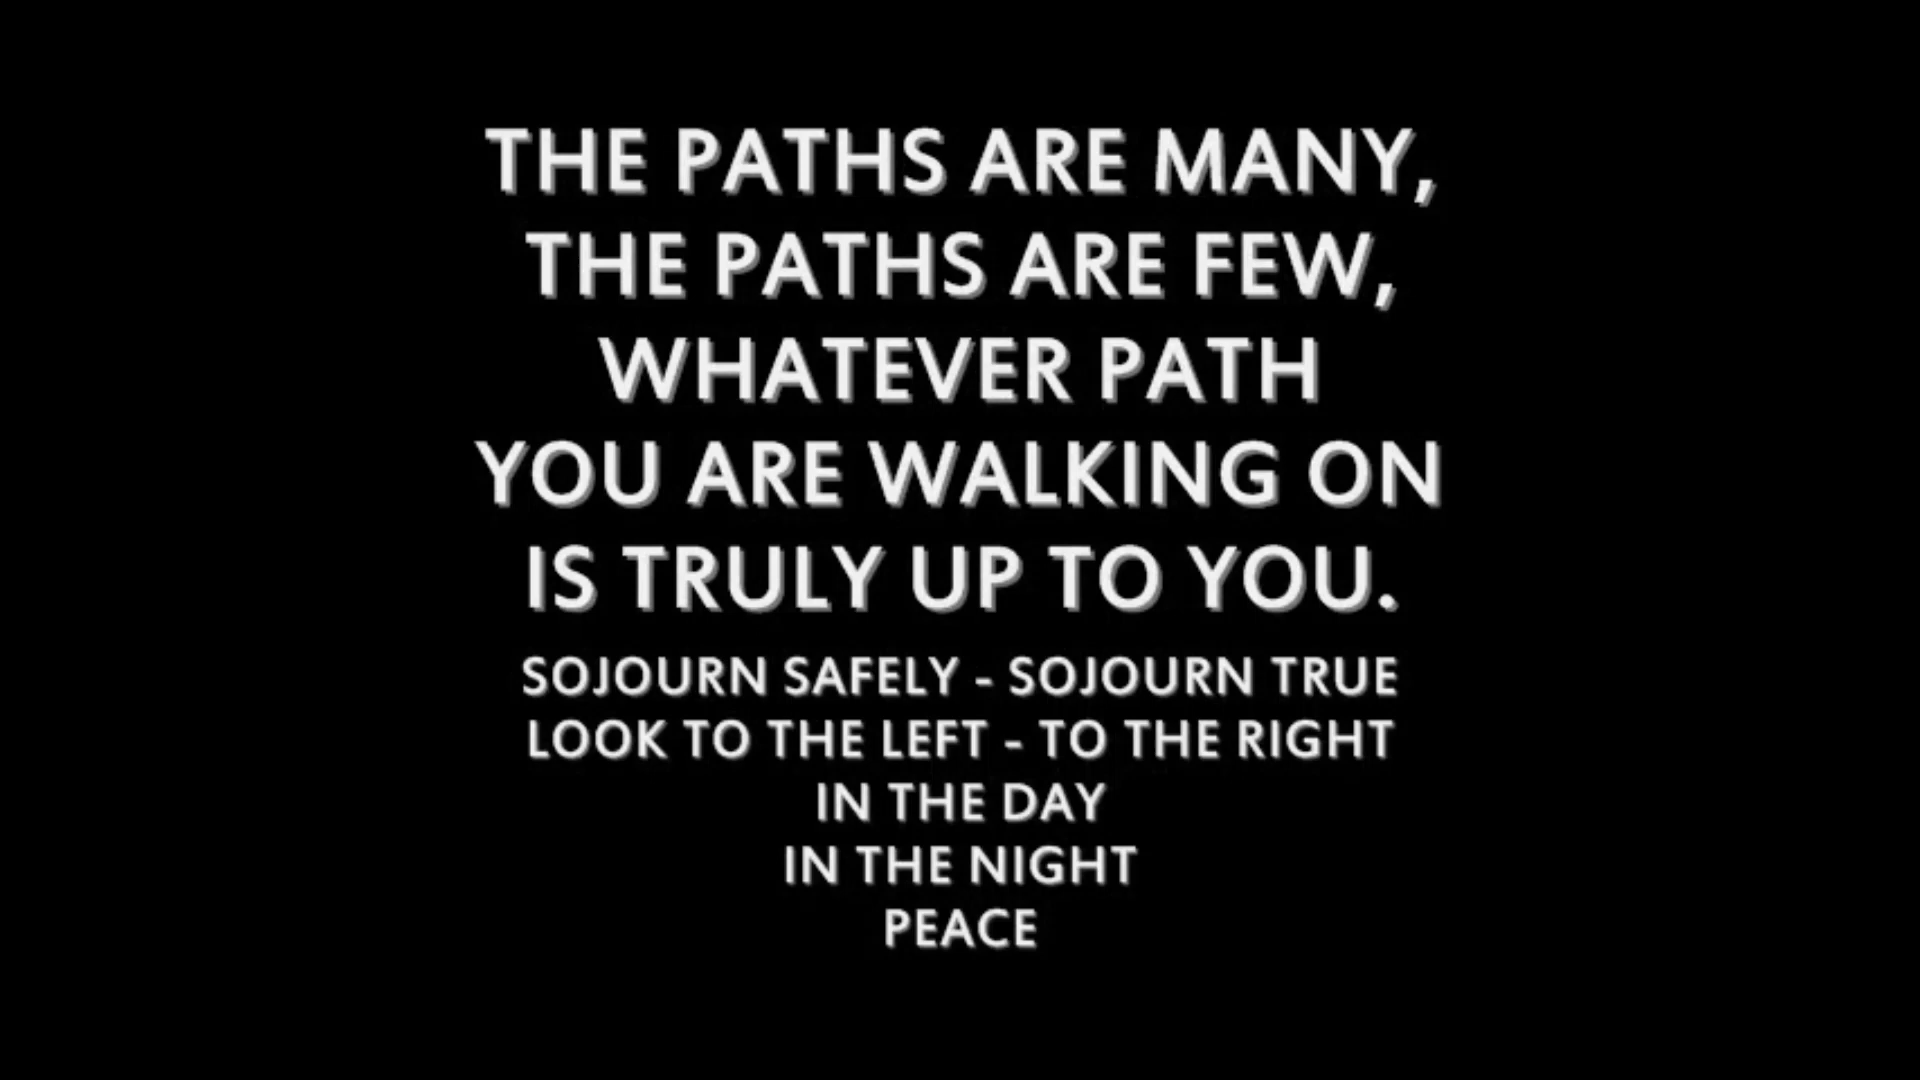 THE PATHS ARE MANY,
THE PATHS ARE FEW,
WHATEVER PATH
YOU ARE WALKING ON
IS TRULY UP TO YOU.
SOJOURN SAFELY - SOJOURN TRUE
LOOK TO THE LEFT - TO THE RIGHT
IN THE DAY
IN THE NIGHT
PEACE